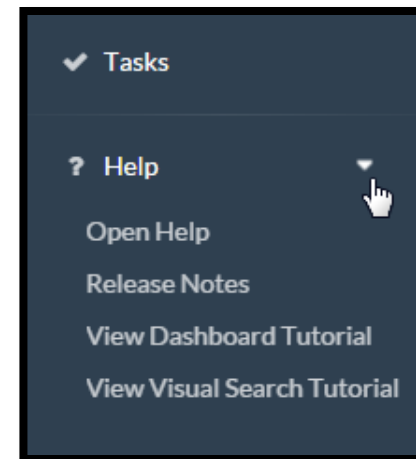 Tasks
? Help
Open Help
Release Notes
View Dashboard Tutorial
View Visual Search Tutorial